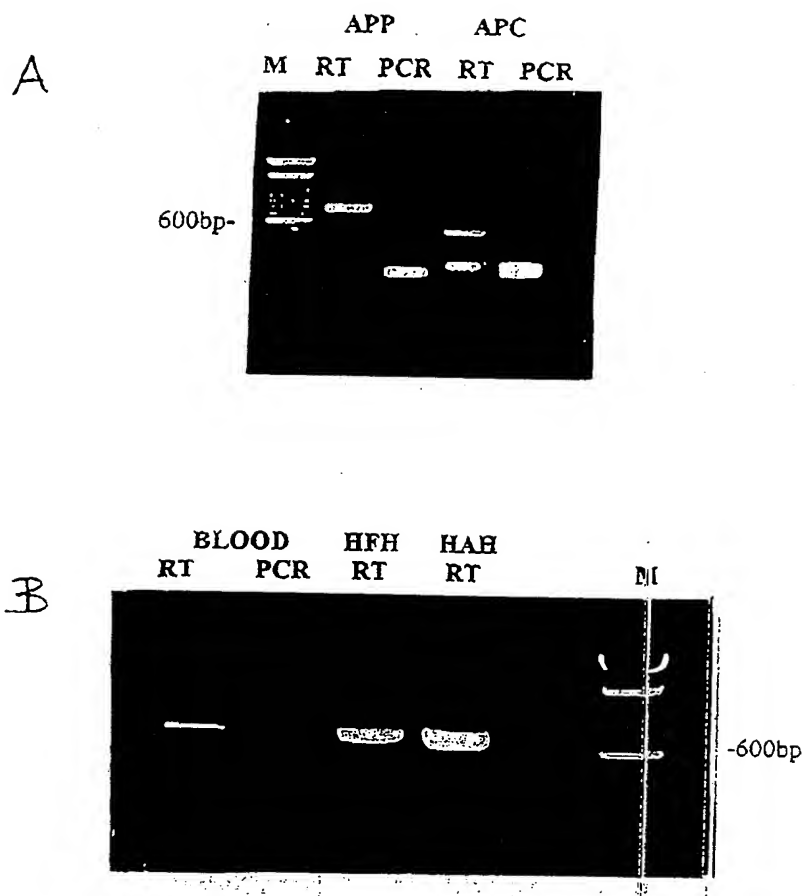 APP APC
A
M RT PCR RT PCR
600bp-
BLOOD HFH HAH
RT PCR RT RT M
B
-600bp